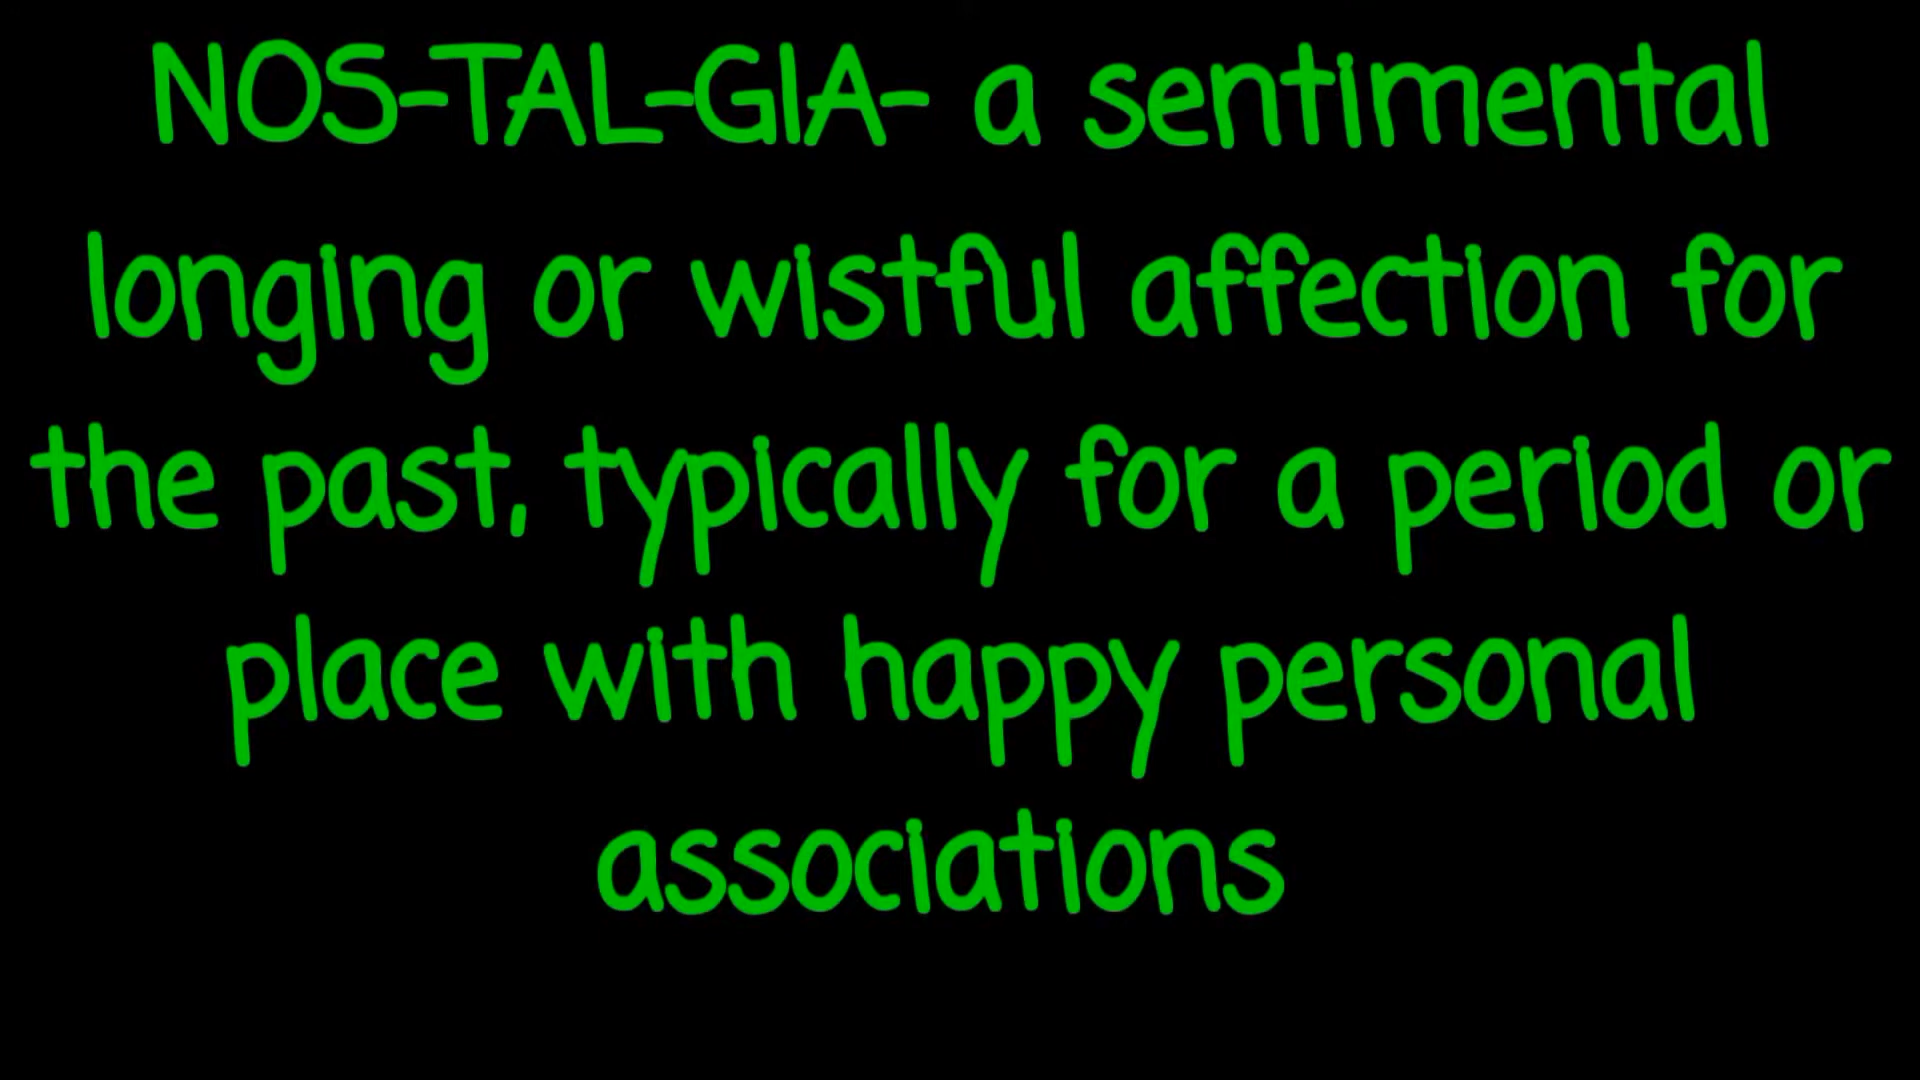 NOS-TAL-GIA- a sentimental
longing or wistful affection for
the past, typically for a period or
place with happy personal
associations